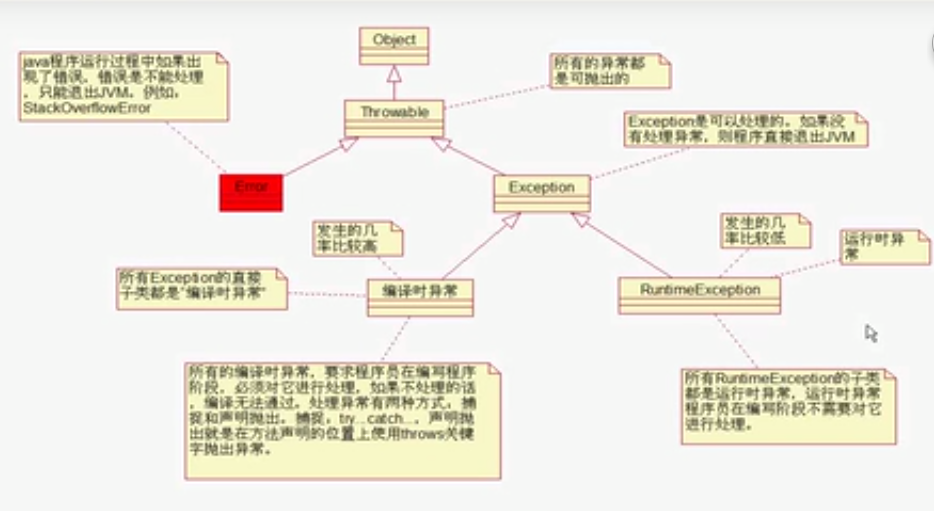 Object
java程序运行过程中如果出
现了错误，错误是不能处理
，只能退出JVM。例如，
StackOverflowError
所有的异常都
是可抛出的
Throwable
Exception是可以处理的。如果没
有处理异常，则程序直接退出JVM
Error
Exception
发生的几
率比较高
发生的几
率比较低
运行时异
常
所有Exception的直接
子类都是"编译时异常"
编译时异常
RuntimeException
所有的编译时异常，要求程序员在编写程序
阶段，必须对它进行处理，如果不处理的话
，编译无法通过。处理异常有两种方式：捕
捉和声明抛出。捕捉：try...catch...，声明抛
出就是在方法声明的位置上使用throws关键
字抛出异常。
所有RuntimeException的子类
都是运行时异常，运行时异常
程序员在编写阶段不需要对它
进行处理。